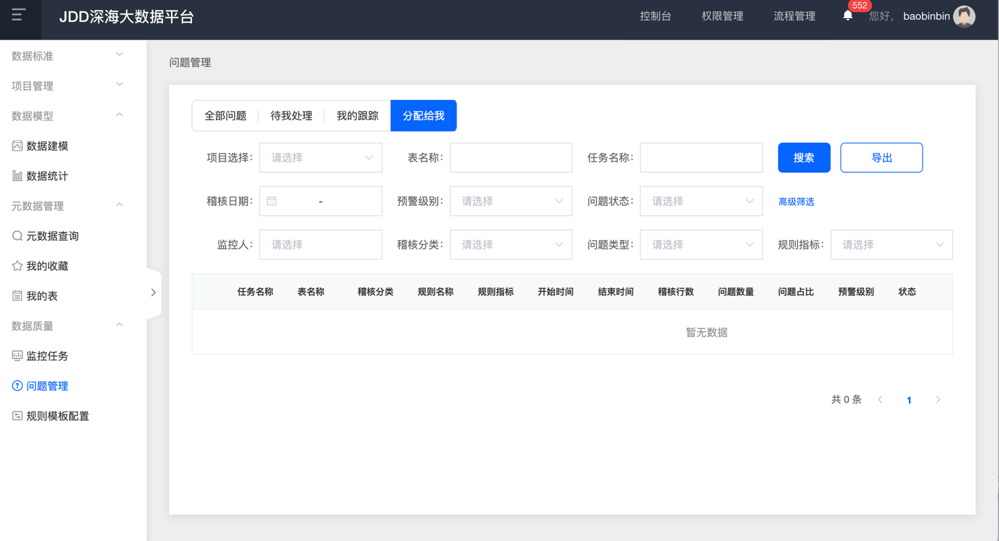 JDD深海大数据平台
控制台 权限管理 流程管理 552 您好， baobinbin
数据标准
项目管理
数据模型
数据建模
数据统计
元数据管理
元数据查询
我的收藏
我的表
数据质量
监控任务
问题管理
规则模板配置
问题管理
全部问题 待我处理 我的跟踪 分配给我
项目选择: 请选择 表名称: 任务名称: 搜索 导出
稽核日期: - 预警级别: 请选择 问题状态: 请选择 高级筛选
监控人: 请选择 稽核分类: 请选择 问题类型: 请选择 规则指标: 请选择
任务名称 表名称 稽核分类 规则名称 规则指标 开始时间 结束时间 稽核行数 问题数量 问题占比 预警级别 状态
暂无数据
共 0 条 1